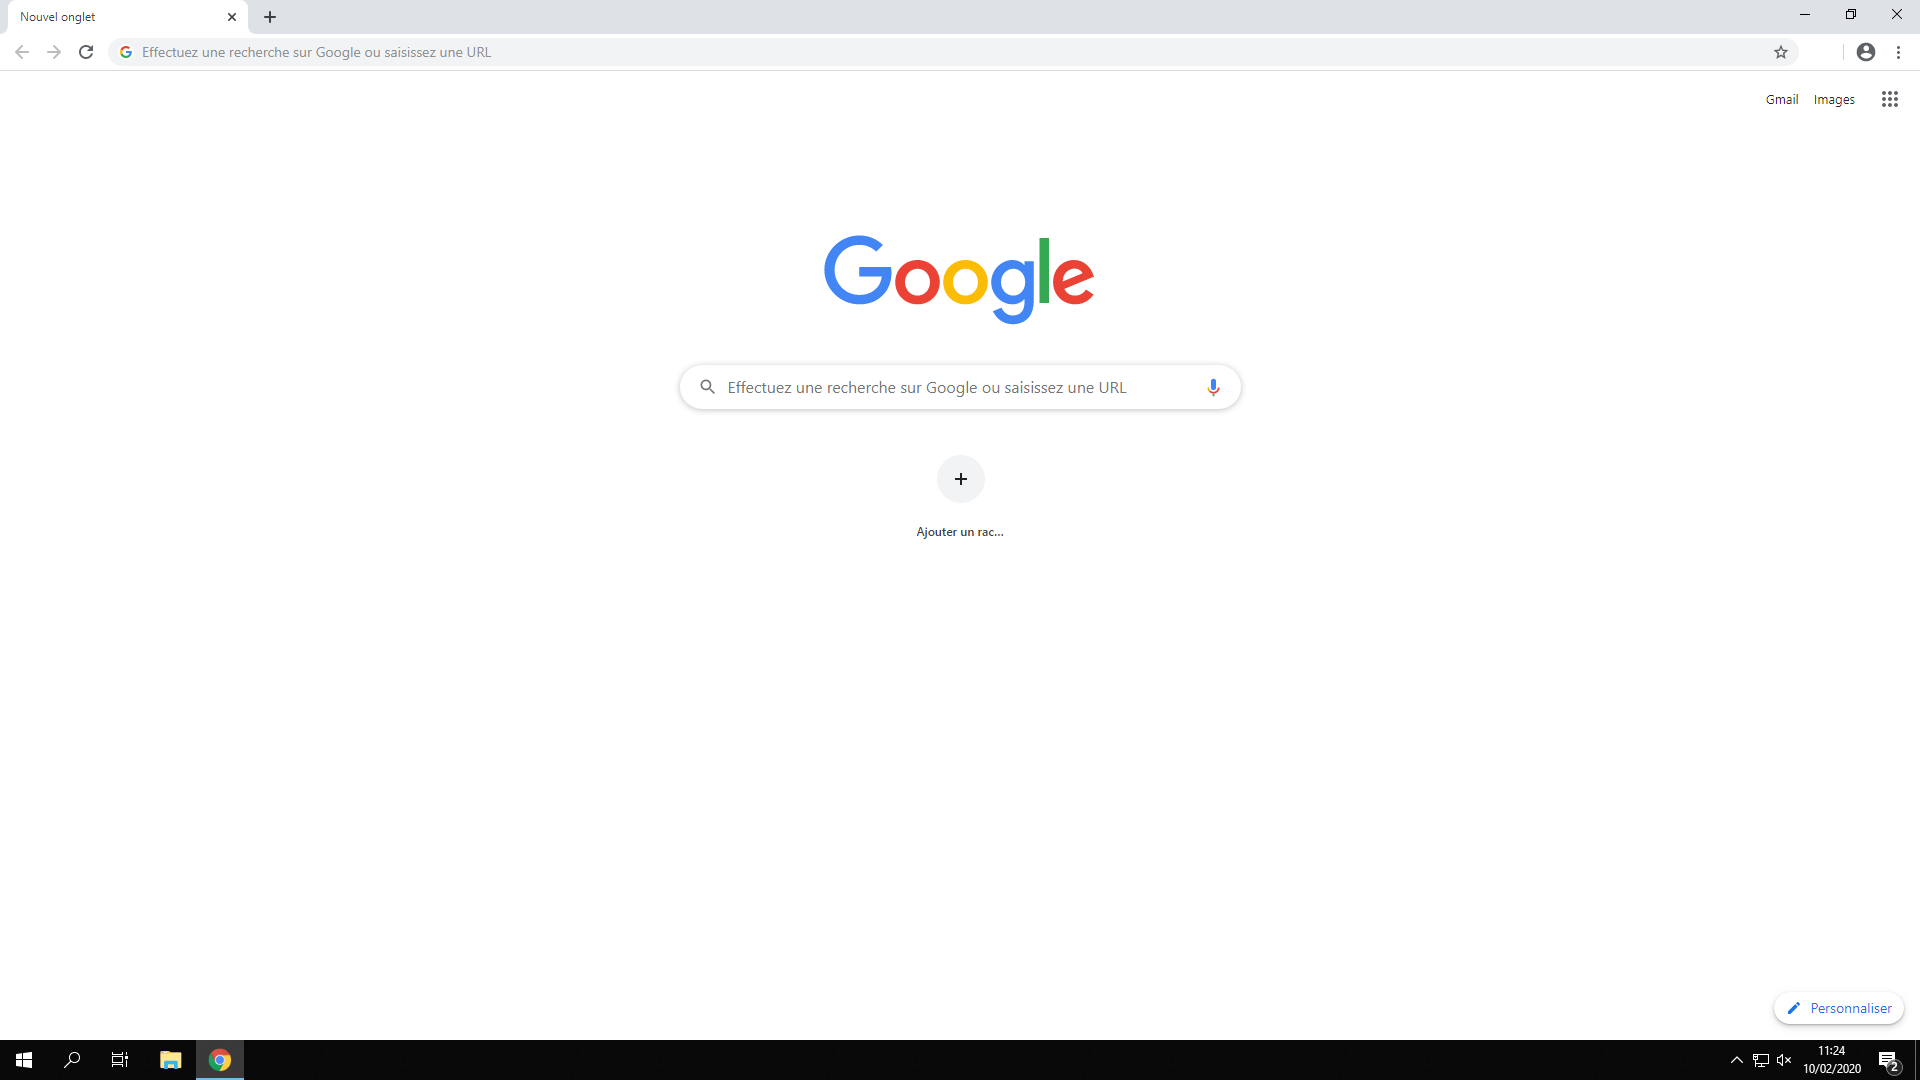 Nouvel onglet
Effectuez une recherche sur Google ou saisissez une URL
Gmail Images
Google
Effectuez une recherche sur Google ou saisissez une URL
Ajouter un rac...
Personnaliser
11:24
10/02/2020
2